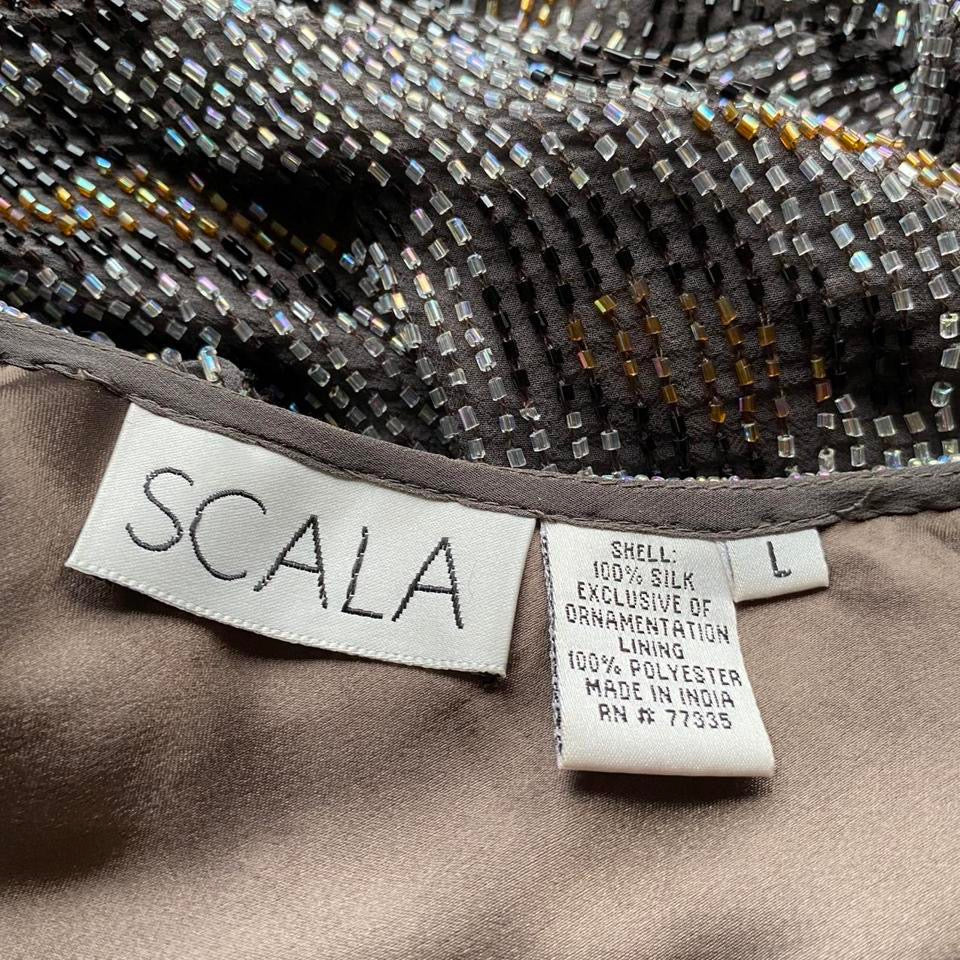 SCALA
SHELL:
100% SILK
EXCLUSIVE OF
ORNAMENTATION
LINING
100% POLYESTER
MADE IN INDIA
RN # 77335
L